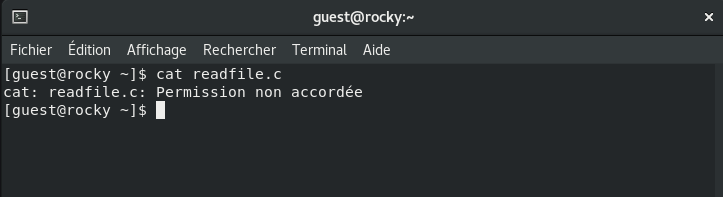 guest@rocky:~
Fichier Édition Affichage Rechercher Terminal Aide
[guest@rocky ~]$ cat readfile.c
cat: readfile.c: Permission non accordée
[guest@rocky ~]$